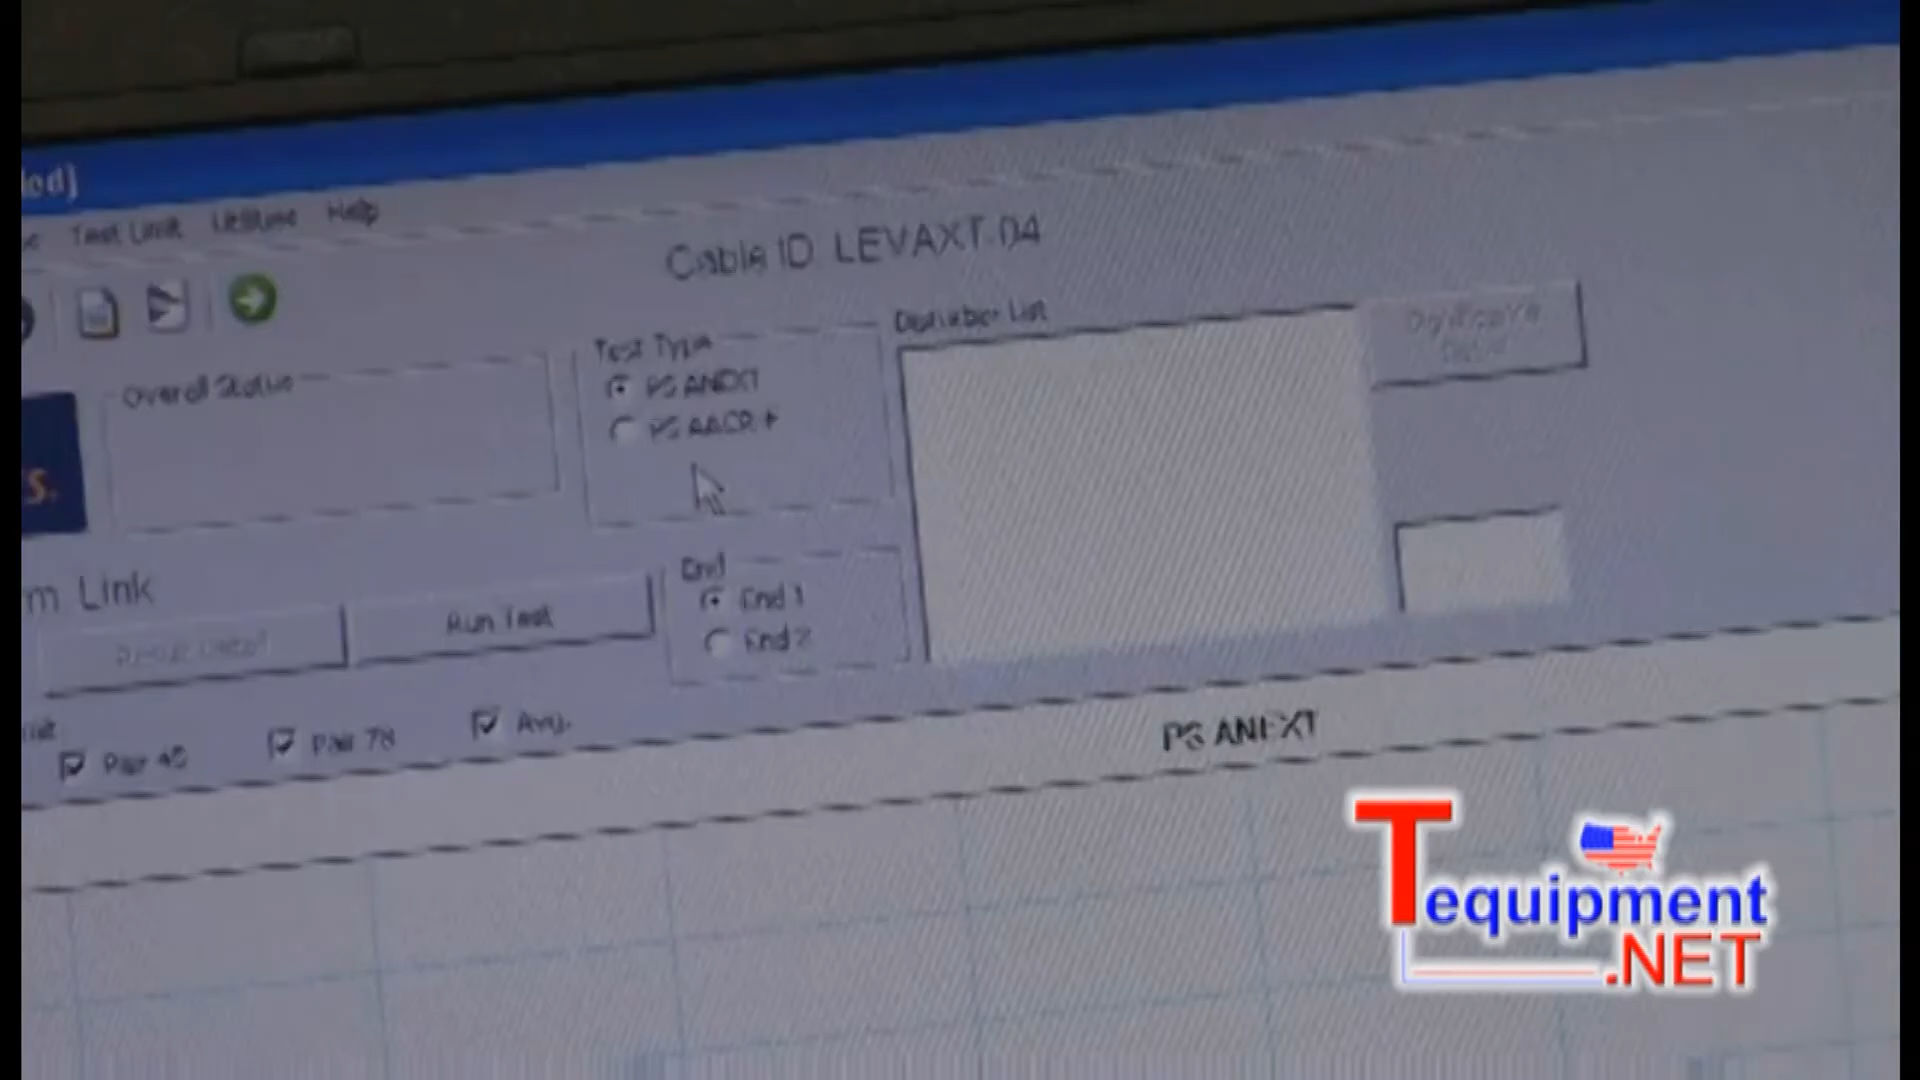 Test Limit Utilities Help
Cable ID LEVAXT-04
Overall Status
Test Type
PS ANEXT
PS AACR-F
Disturber List
s.
m Link
Run Test
End
End 1
End 2
Pair 45 Pair 78 Avg.
PS ANEXT
Tequipment
.NET